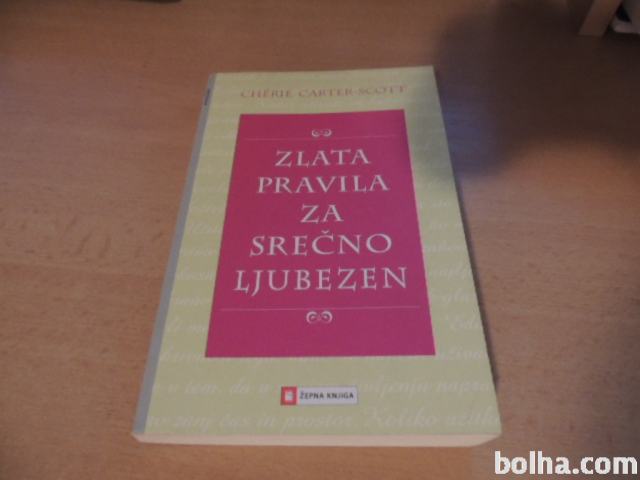 CHÉRIE CARTER-SCOTT
ZLATA
PRAVILA
ZA
SREČNO
LJUBEZEN
ŽEPNA KNJIGA
bolha.com